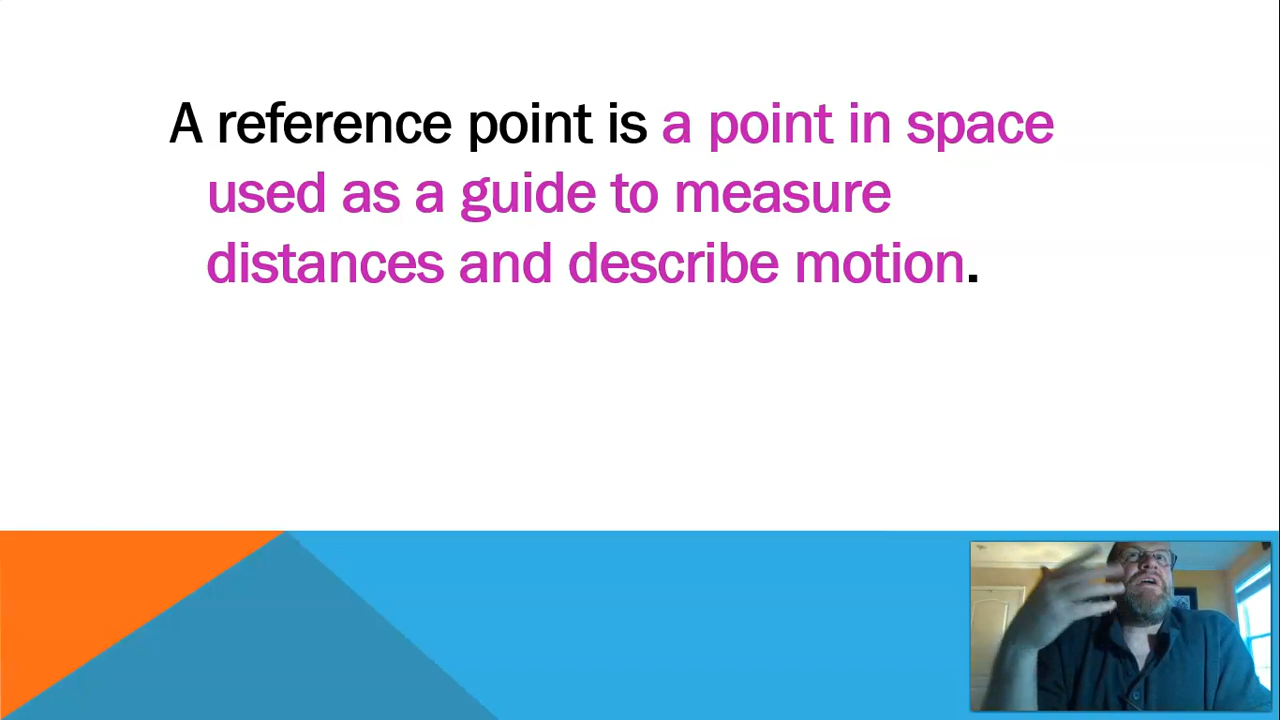 A reference point is a point in space
used as a guide to measure
distances and describe motion.